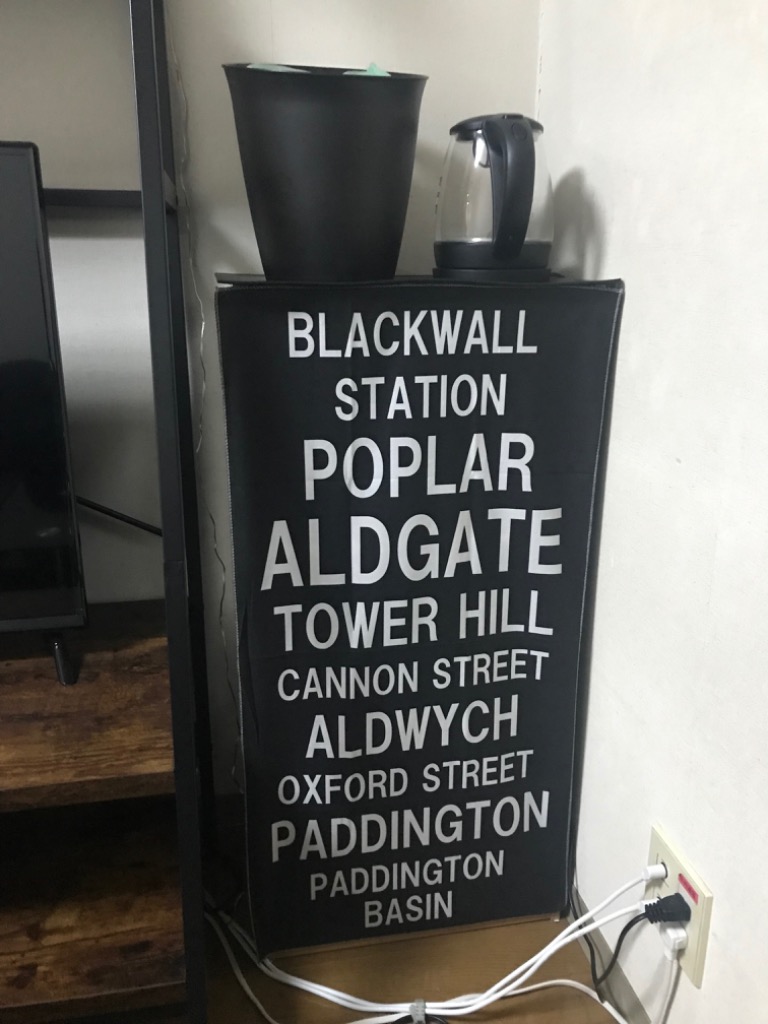 BLACKWALL
STATION
POPLAR
ALDGATE
TOWER HILL
CANNON STREET
ALDWYCH
OXFORD STREET
PADDINGTON
PADDINGTON
BASIN